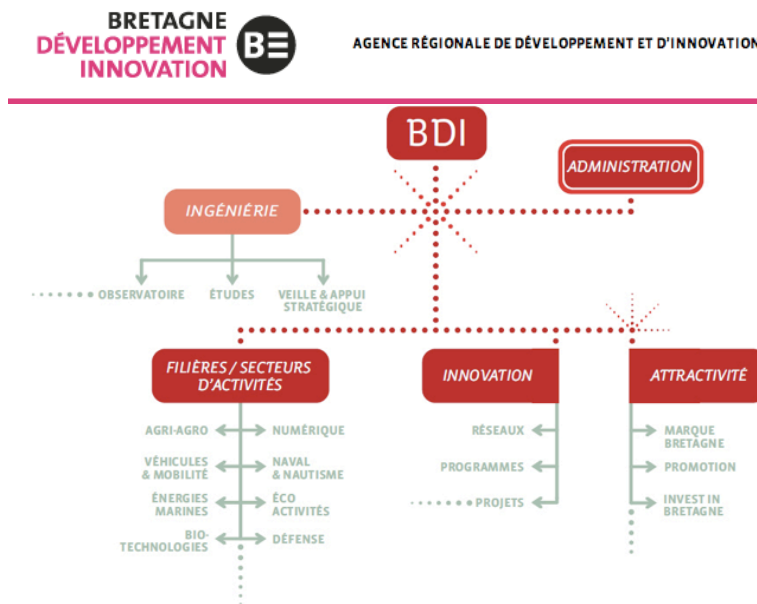 BRETAGNE
DÉVELOPPEMENT
INNOVATION
BE
AGENCE RÉGIONALE DE DÉVELOPPEMENT ET D'INNOVATION
BDI
ADMINISTRATION
INGÉNIÉRIE
OBSERVATOIRE
ÉTUDES
VEILLE & APPUI
STRATÉGIQUE
FILIÈRES / SECTEURS
D'ACTIVITÉS
INNOVATION
ATTRACTIVITÉ
AGRI-AGRO
NUMÉRIQUE
VÉHICULES
& MOBILITÉ
NAVAL
& NAUTISME
ÉNERGIES
MARINES
ÉCO
ACTIVITÉS
BIO-
TECHNOLOGIES
DÉFENSE
RÉSEAUX
PROGRAMMES
PROJETS
MARQUE
BRETAGNE
PROMOTION
INVEST IN
BRETAGNE